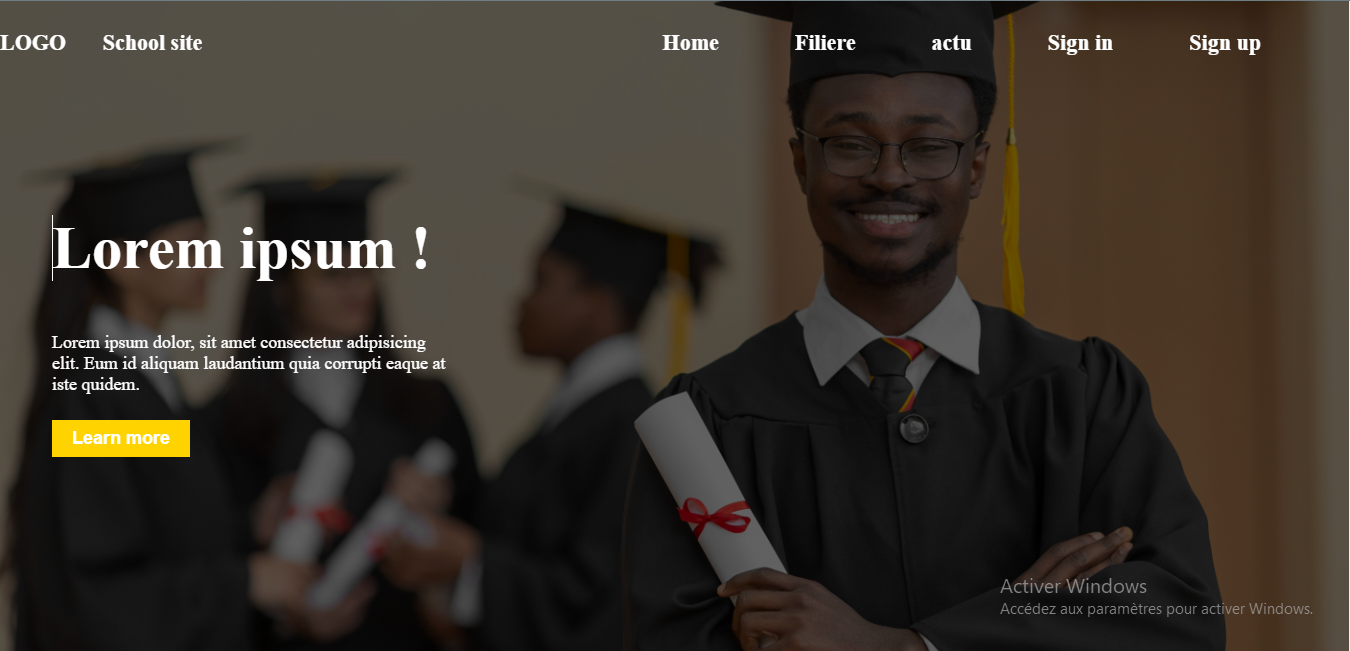 LOGO School site Home Filiere actu Sign in Sign up
Lorem ipsum !
Lorem ipsum dolor, sit amet consectetur adipisicing
elit. Eum id aliquam laudantium quia corrupti eaque at
iste quidem.
Learn more
Activer Windows
Accédez aux paramètres pour activer Windows.